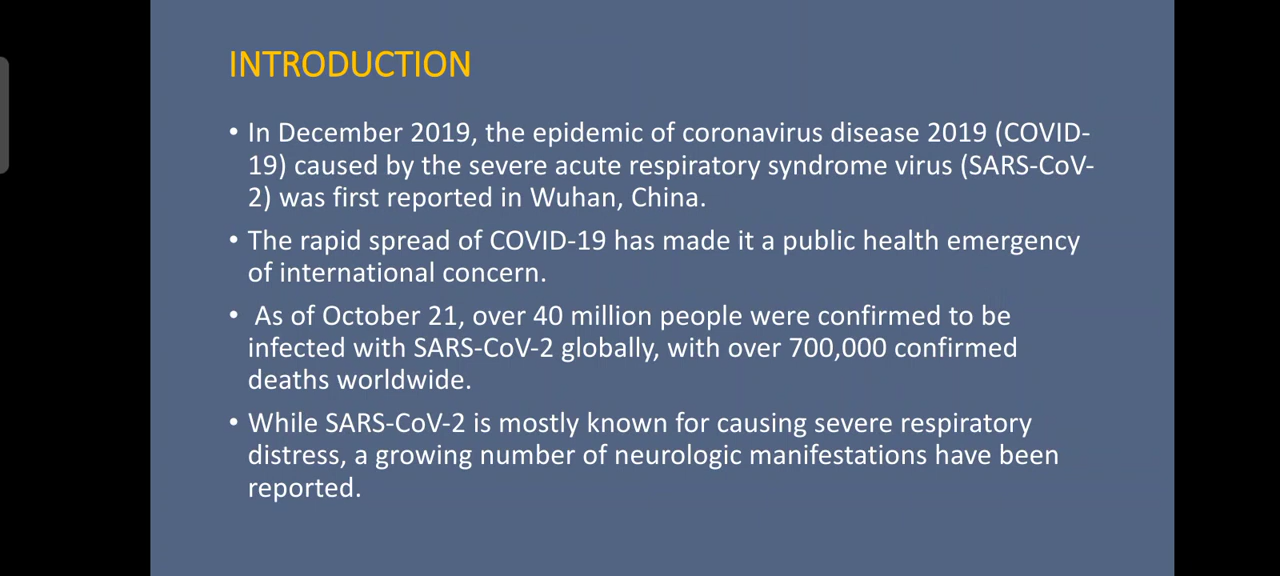 INTRODUCTION
• In December 2019, the epidemic of coronavirus disease 2019 (COVID-
19) caused by the severe acute respiratory syndrome virus (SARS-CoV-
2) was first reported in Wuhan, China.
• The rapid spread of COVID-19 has made it a public health emergency
of international concern.
• As of October 21, over 40 million people were confirmed to be
infected with SARS-CoV-2 globally, with over 700,000 confirmed
deaths worldwide.
• While SARS-CoV-2 is mostly known for causing severe respiratory
distress, a growing number of neurologic manifestations have been
reported.